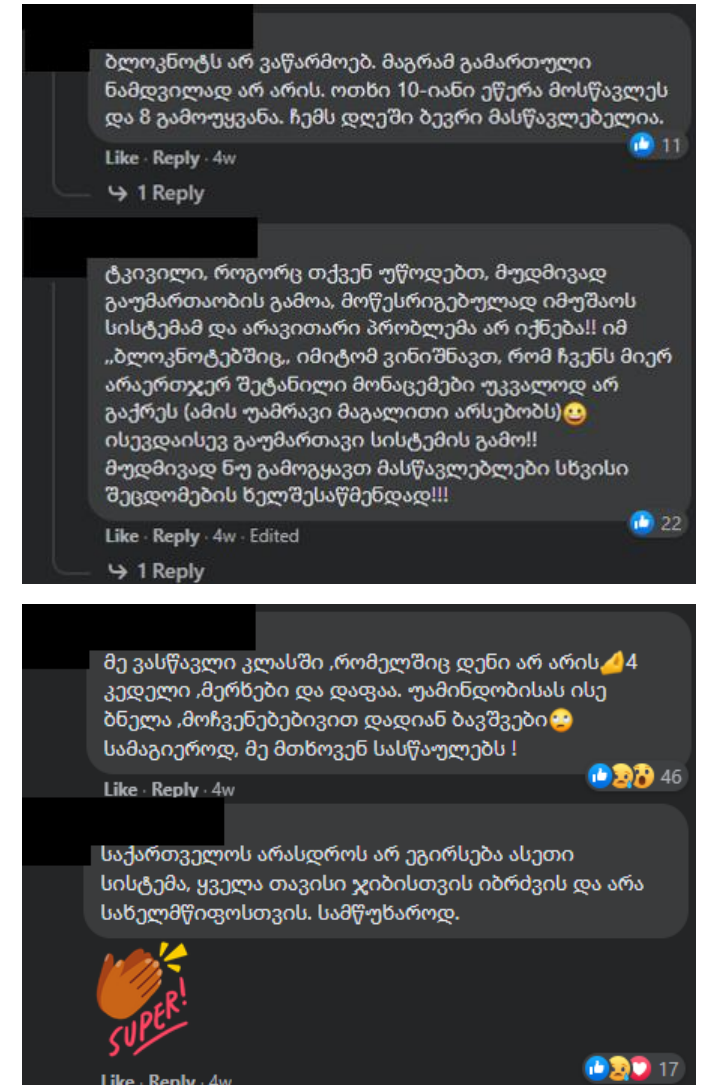 ბლოკნოტს არ ვაწარმოებ. მაგრამ გამართული
ნამდვილად არ არის. ოთხი 10-იანი ეწერა მოსწავლეს
და 8 გამოუყვანა. ჩემს დღეში ბევრი მასწავლებელია.
11
Like · Reply · 4w
1 Reply
ტკივილი, როგორც თქვენ უწოდებთ, მუდმივად
გაუმართაობის გამოა, მოწესრიგებულად იმუშაოს
სისტემამ და არავითარი პრობლემა არ იქნება!! იმ
,,ბლოკნოტებშიც,, იმიტომ ვინიშნავთ, რომ ჩვენს მიერ
არაერთჯერ შეტანილი მონაცემები უკვალოდ არ
გაქრეს (ამის უამრავი მაგალითი არსებობს)😀
ისევდაისევ გაუმართავი სისტემის გამო!!
მუდმივად ნუ გამოგყავთ მასწავლებლები სხვისი
შეცდომების ხელშესაწმენდად!!!
22
Like · Reply · 4w · Edited
1 Reply
მე ვასწავლი კლასში ,რომელშიც დენი არ არის🤌4
კედელი ,მერხები და დაფაა. უამინდობისას ისე
ბნელა ,მოჩვენებებივით დადიან ბავშვები🙄
სამაგიეროდ, მე მთხოვენ სასწაულებს !
46
Like · Reply · 4w
საქართველოს არასდროს არ ეგირსება ასეთი
სისტემა, ყველა თავისი ჯიბისთვის იბრძვის და არა
სახელმწიფოსთვის. სამწუხაროდ.
SUPER!
17
Like · Reply · 4w